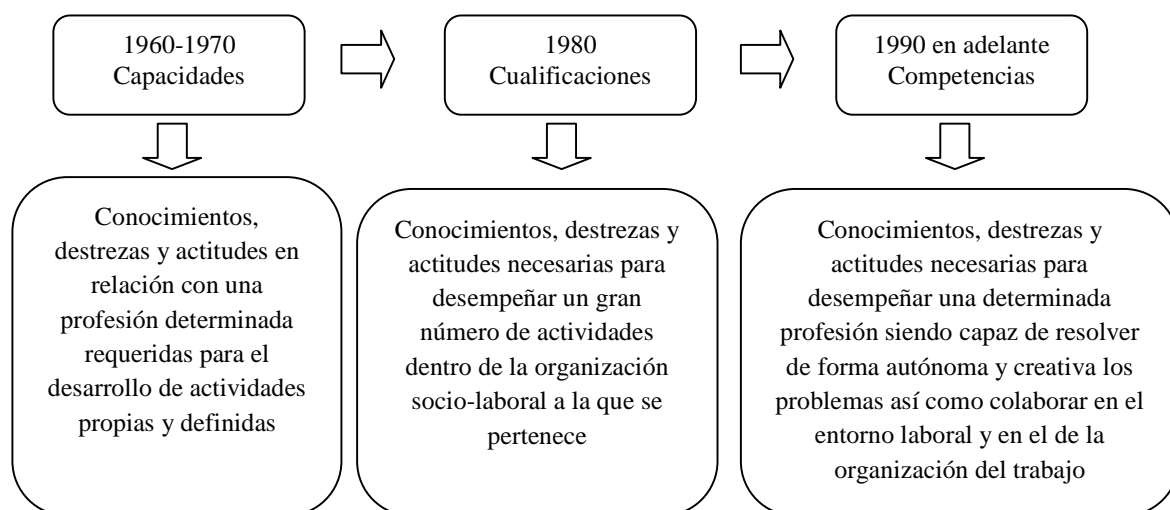 1960-1970
Capacidades
1980
Cualificaciones
1990 en adelante
Competencias
Conocimientos,
destrezas y actitudes en
relación con una
profesión determinada
requeridas para el
desarrollo de actividades
propias y definidas
Conocimientos, destrezas y
actitudes necesarias para
desempeñar un gran
número de actividades
dentro de la organización
socio-laboral a la que se
pertenece
Conocimientos, destrezas y
actitudes necesarias para
desempeñar una determinada
profesión siendo capaz de resolver
de forma autónoma y creativa los
problemas así como colaborar en el
entorno laboral y en el de la
organización del trabajo